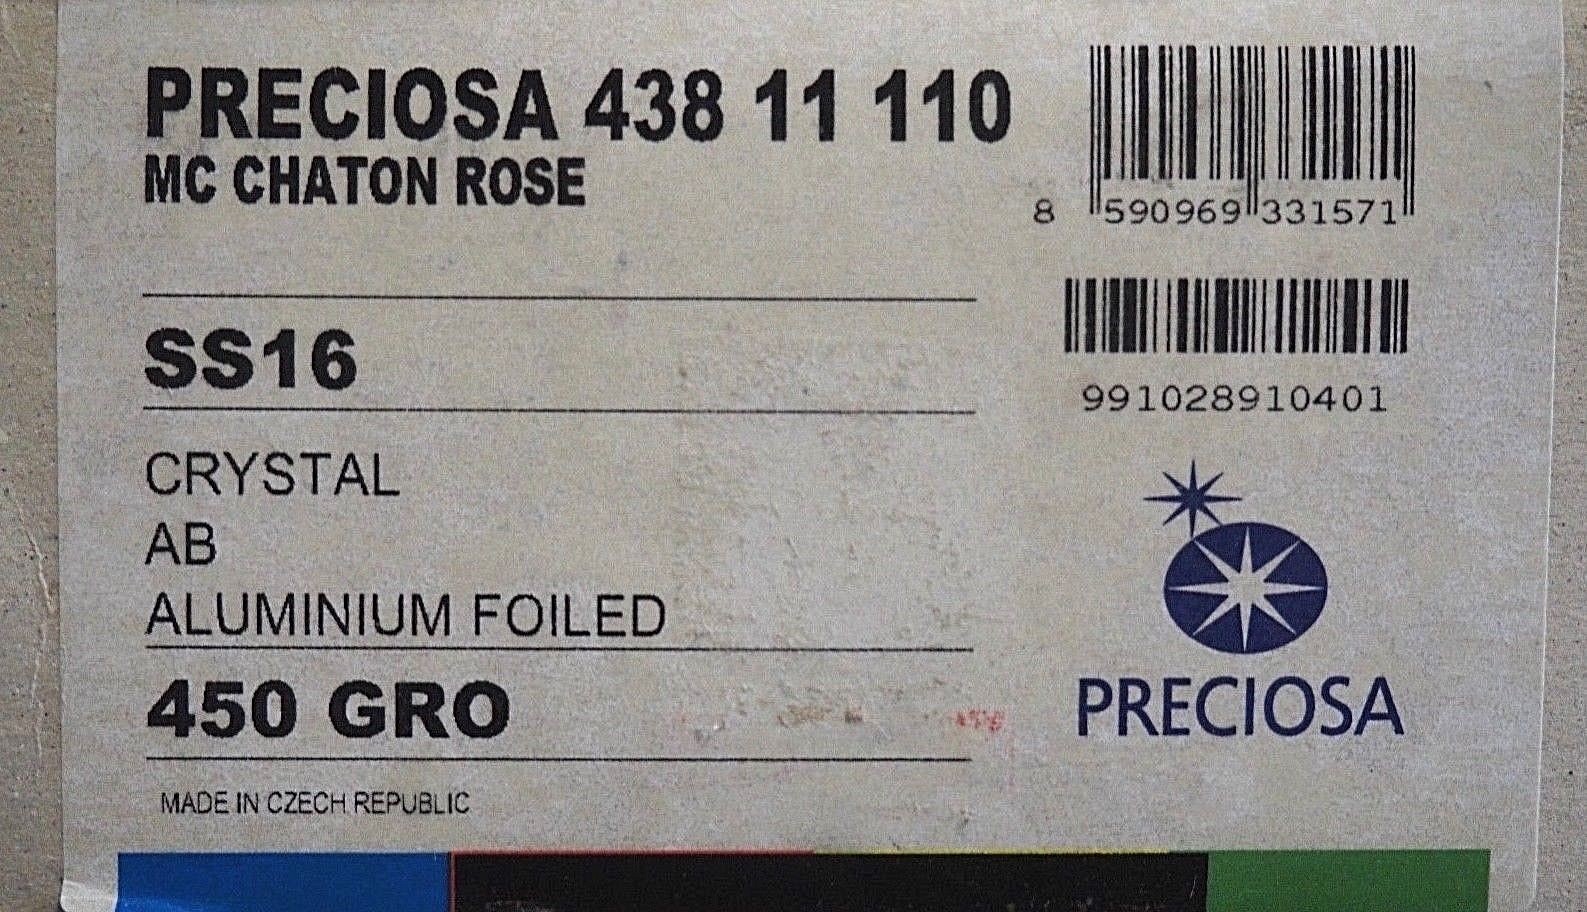 PRECIOSA 438 11 110
MC CHATON ROSE
8 590969 331571
SS16
991028910401
CRYSTAL
AB
ALUMINIUM FOILED
450 GRO
PRECIOSA
MADE IN CZECH REPUBLIC